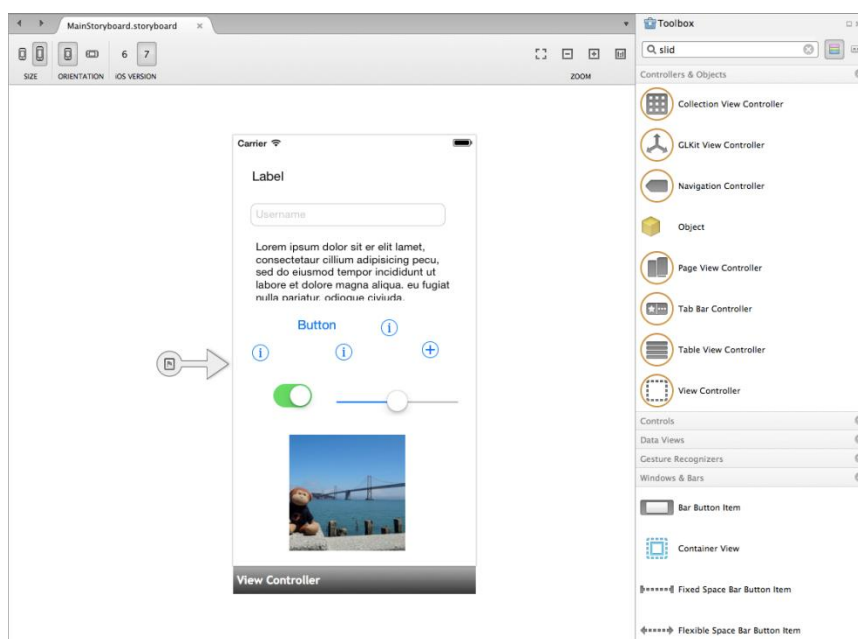 MainStoryboard.storyboard
Toolbox
6 7
SIZE ORIENTATION iOS VERSION ZOOM
slid
Controllers & Objects
Collection View Controller
GLKit View Controller
Navigation Controller
Object
Page View Controller
Tab Bar Controller
Table View Controller
View Controller
Controls
Data Views
Gesture Recognizers
Windows & Bars
Bar Button Item
Container View
Fixed Space Bar Button Item
Flexible Space Bar Button Item
Carrier
Label
Username
Lorem ipsum dolor sit er elit lamet,
consectetaur cillium adipisicing pecu,
sed do eiusmod tempor incididunt ut
labore et dolore magna aliqua. eu fugiat
nulla pariatur. odioque civiuda.
Button
View Controller